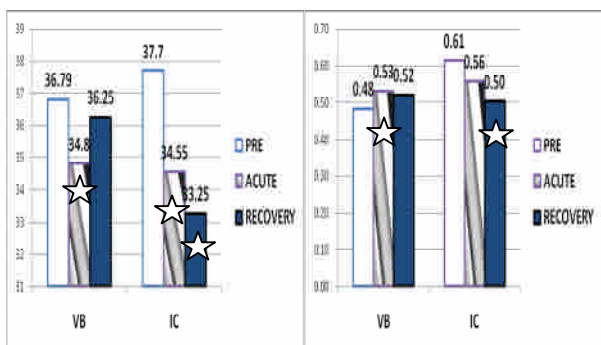 39
38
37
36
35
34
33
32
31
36.79
34.8
36.25
37.7
34.55
33.25
VB
IC
PRE
ACUTE
RECOVERY
0.70
0.60
0.50
0.40
0.30
0.20
0.10
0.00
0.48
0.53
0.52
0.61
0.56
0.50
VB
IC
PRE
ACUTE
RECOVERY